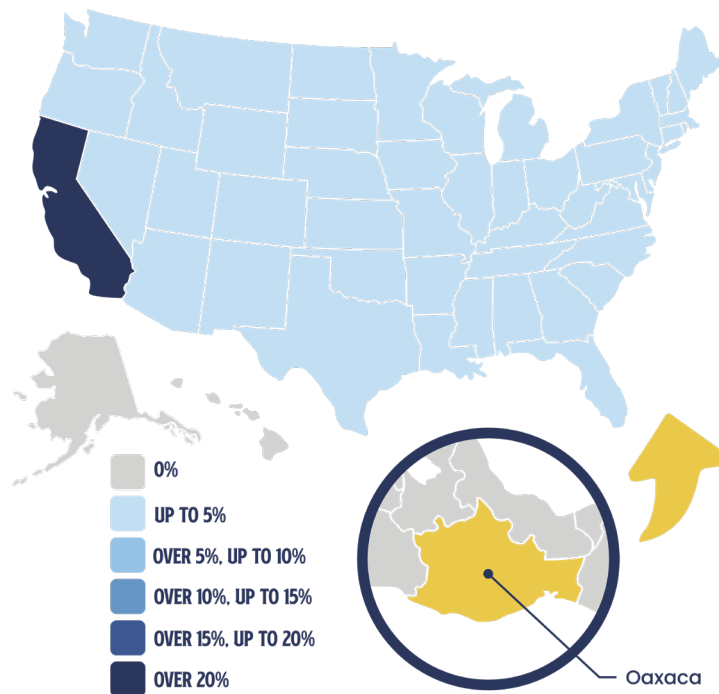 0%
UP TO 5%
OVER 5%, UP TO 10%
OVER 10%, UP TO 15%
OVER 15%, UP TO 20%
OVER 20%
Oaxaca